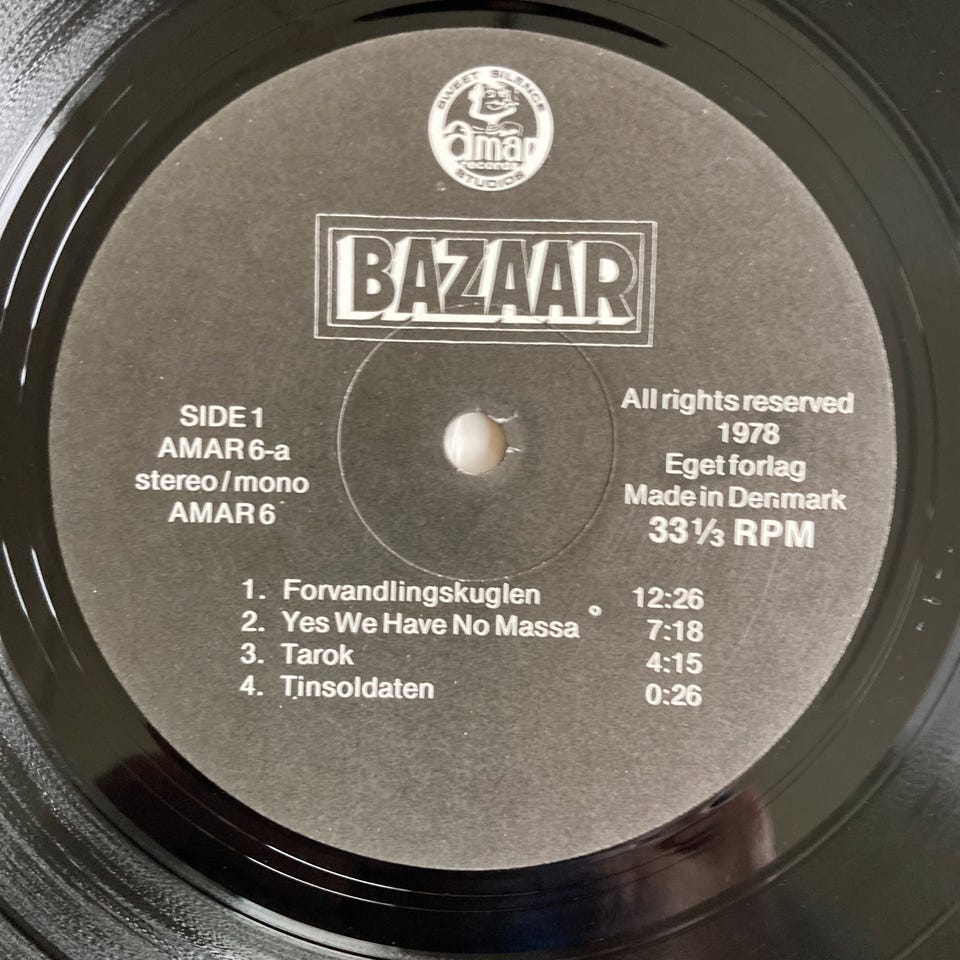 SWEET SILENCE
amar
records
STUDIOS
BAZAAR
SIDE 1
AMAR 6-a
stereo / mono
AMAR 6
All rights reserved
1978
Eget forlag
Made in Denmark
33 1/3 RPM
1. Forvandlingskuglen 12:26
2. Yes We Have No Massa 7:18
3. Tarok 4:15
4. Tinsoldaten 0:26